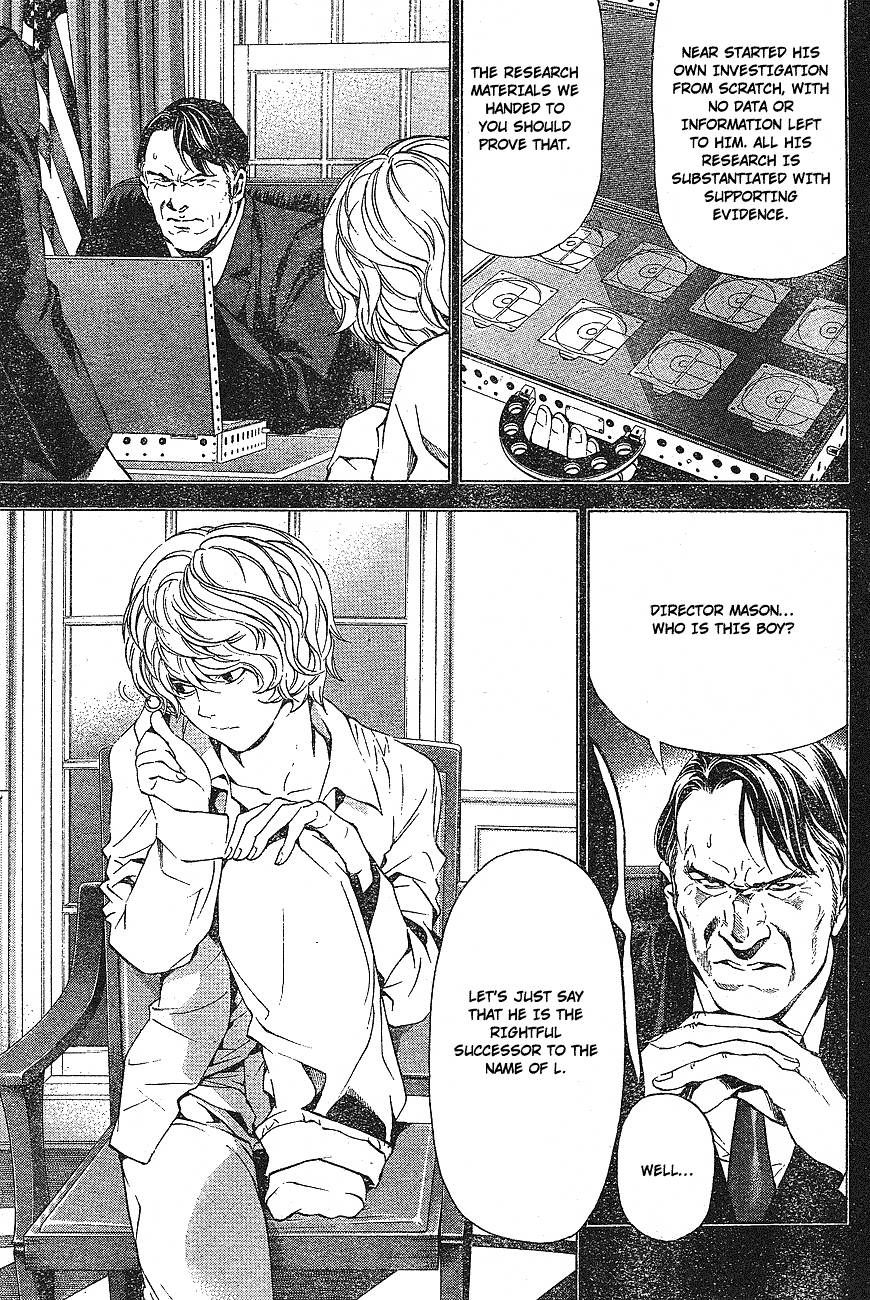 NEAR STARTED HIS
OWN INVESTIGATION
FROM SCRATCH, WITH
NO DATA OR
INFORMATION LEFT
TO HIM. ALL HIS
RESEARCH IS
SUBSTANTIATED WITH
SUPPORTING
EVIDENCE.
THE RESEARCH
MATERIALS WE
HANDED TO
YOU SHOULD
PROVE THAT.
DIRECTOR MASON...
WHO IS THIS BOY?
WELL...
LET'S JUST SAY
THAT HE IS THE
RIGHTFUL
SUCCESSOR TO THE
NAME OF L.